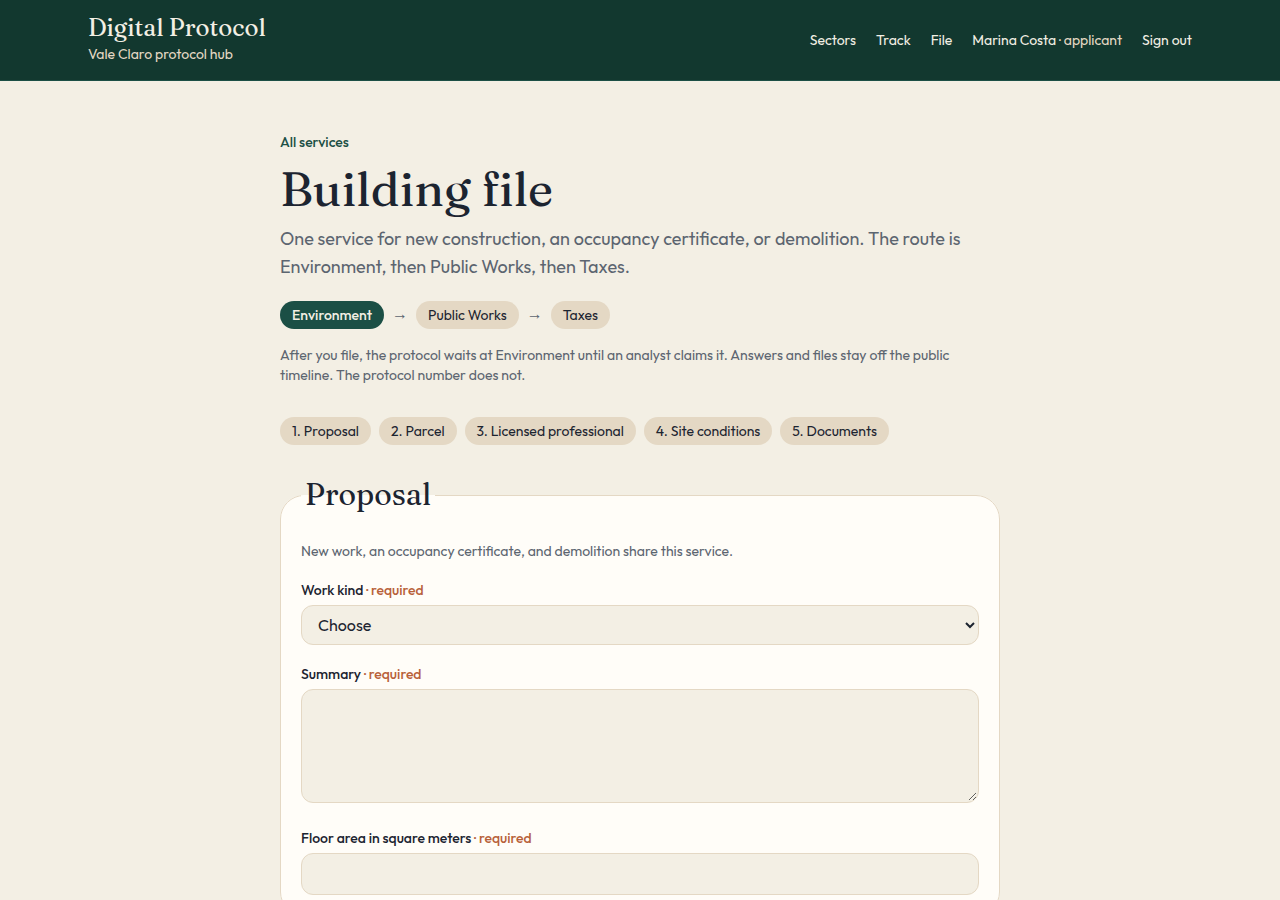 Digital Protocol
Vale Claro protocol hub
Sectors Track File Marina Costa · applicant Sign out
All services
Building file
One service for new construction, an occupancy certificate, or demolition. The route is
Environment, then Public Works, then Taxes.
Environment → Public Works → Taxes
After you file, the protocol waits at Environment until an analyst claims it. Answers and files stay off the public
timeline. The protocol number does not.
1. Proposal 2. Parcel 3. Licensed professional 4. Site conditions 5. Documents
Proposal
New work, an occupancy certificate, and demolition share this service.
Work kind · required
Choose
Summary · required
Floor area in square meters · required